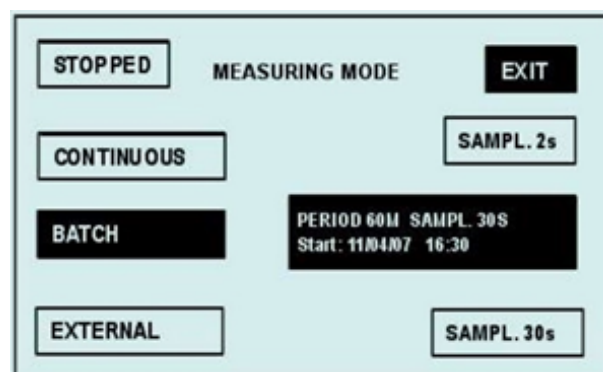 STOPPED
MEASURING MODE
EXIT
CONTINUOUS
SAMPL. 2s
BATCH
PERIOD 60M SAMPL. 30S
Start: 11/04/07 16:30
EXTERNAL
SAMPL. 30s